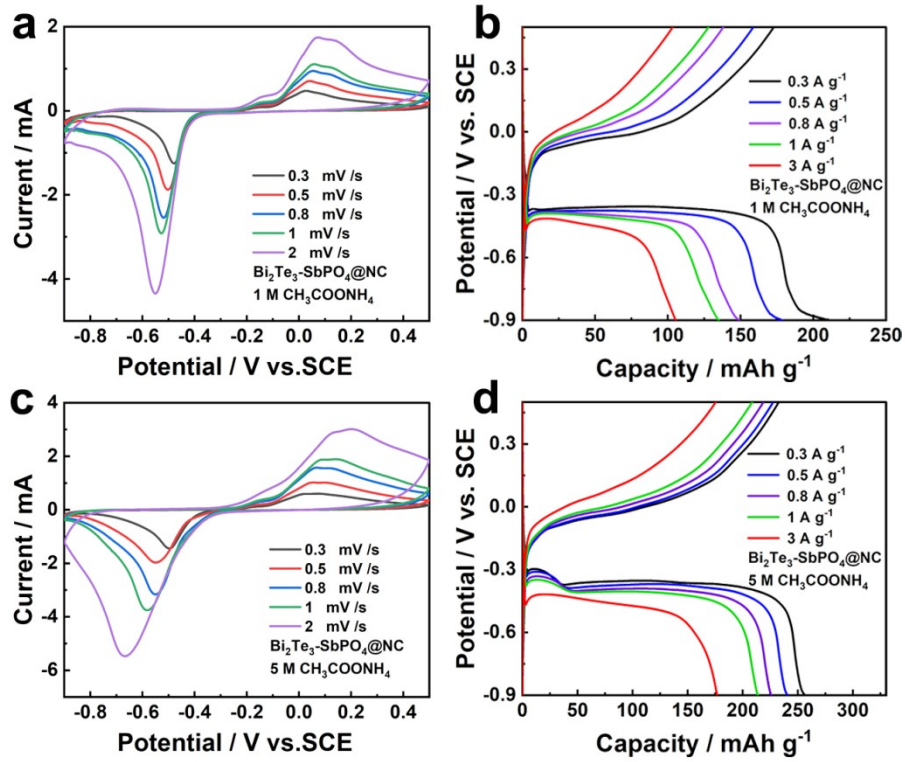 a
2
0
-2
-4
Current / mA
0.3 mV /s
0.5 mV /s
0.8 mV /s
1 mV /s
2 mV /s
Bi₂Te₃-SbPO₄@NC
1 M CH₃COONH₄
-0.8 -0.6 -0.4 -0.2 0.0 0.2 0.4
Potential / V vs.SCE
b
0.3
0.0
-0.3
-0.6
-0.9
Potential / V vs. SCE
0.3 A g⁻¹
0.5 A g⁻¹
0.8 A g⁻¹
1 A g⁻¹
3 A g⁻¹
Bi₂Te₃-SbPO₄@NC
1 M CH₃COONH₄
0 50 100 150 200 250
Capacity / mAh g⁻¹
c
4
2
0
-2
-4
-6
Current / mA
0.3 mV /s
0.5 mV /s
0.8 mV /s
1 mV /s
2 mV /s
Bi₂Te₃-SbPO₄@NC
5 M CH₃COONH₄
-0.8 -0.6 -0.4 -0.2 0.0 0.2 0.4
Potential / V vs.SCE
d
0.3
0.0
-0.3
-0.6
-0.9
Potential / V vs. SCE
0.3 A g⁻¹
0.5 A g⁻¹
0.8 A g⁻¹
1 A g⁻¹
3 A g⁻¹
Bi₂Te₃-SbPO₄@NC
5 M CH₃COONH₄
0 50 100 150 200 250 300
Capacity / mAh g⁻¹